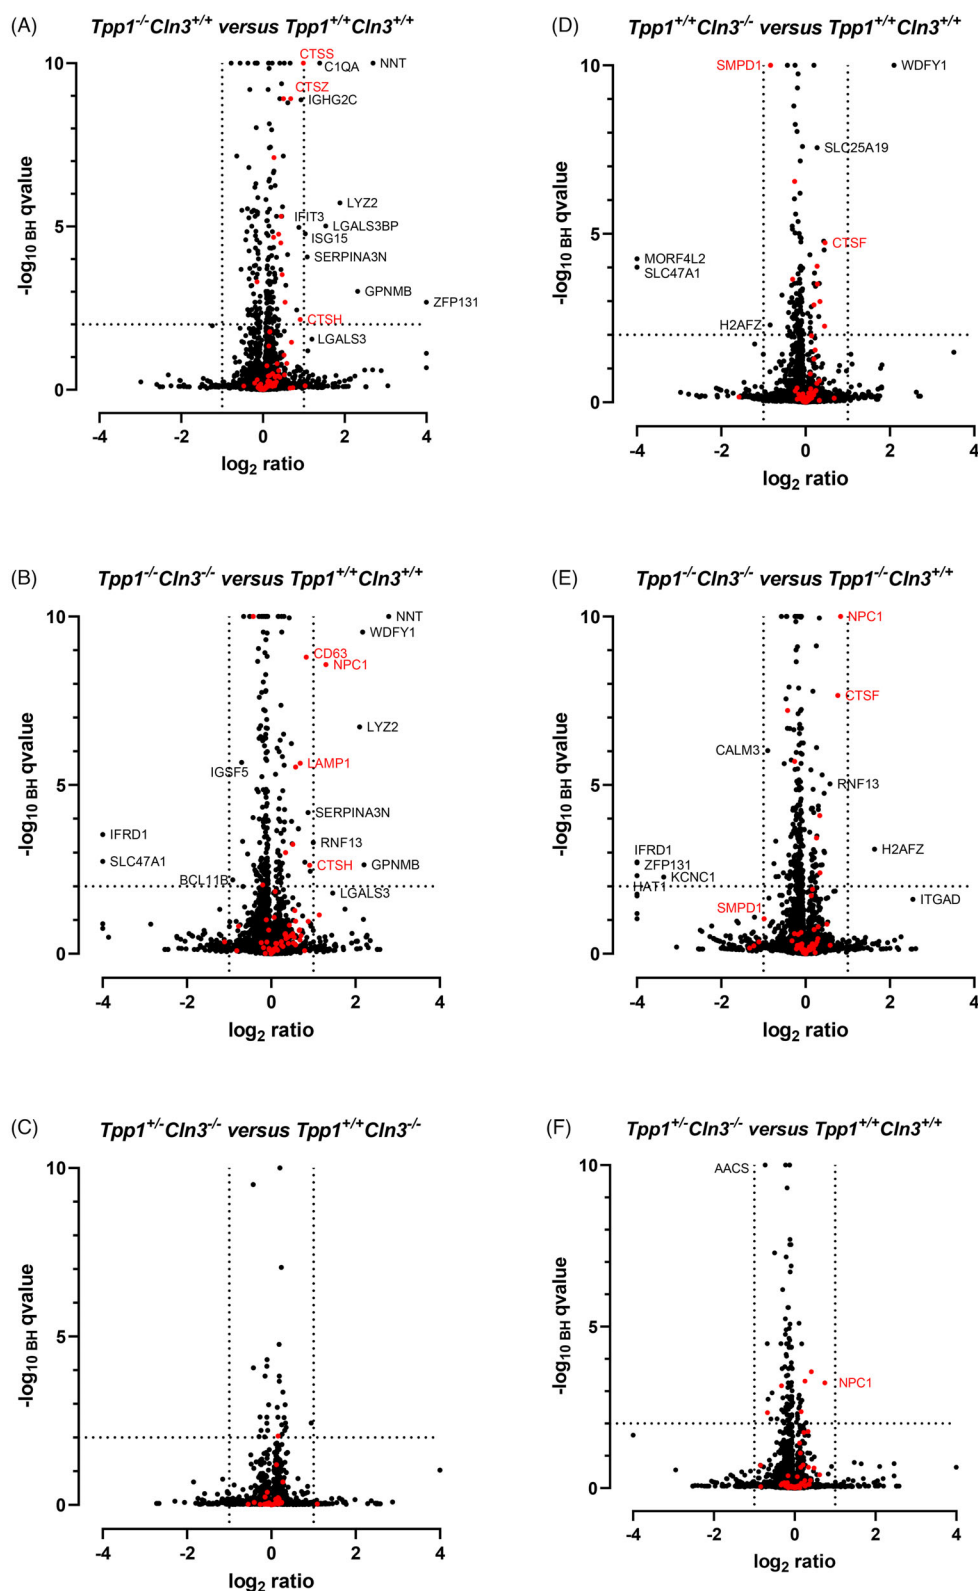 (A)
Tpp1-/-Cln3+/+ versus Tpp1+/+Cln3+/+
-log10 BH qvalue
10
5
0
CTSS
C1QA
NNT
CTSZ
IGHG2C
LYZ2
IFIT3
LGALS3BP
ISG15
SERPINA3N
GPNMB
ZFP131
CTSH
LGALS3
-4 -2 0 2 4
log2 ratio
(D)
Tpp1+/+Cln3-/- versus Tpp1+/+Cln3+/+
-log10 BH qvalue
10
5
0
SMPD1
WDFY1
SLC25A19
CTSF
MORF4L2
SLC47A1
H2AFZ
-4 -2 0 2 4
log2 ratio
(B)
Tpp1-/-Cln3-/- versus Tpp1+/+Cln3+/+
-log10 BH qvalue
10
5
0
NNT
WDFY1
CD63
NPC1
LYZ2
IGSF5
LAMP1
SERPINA3N
IFRD1
RNF13
SLC47A1
CTSH
GPNMB
BCL11B
LGALS3
-4 -2 0 2 4
log2 ratio
(E)
Tpp1-/-Cln3-/- versus Tpp1-/-Cln3+/+
-log10 BH qvalue
10
5
0
NPC1
CTSF
CALM3
RNF13
IFRD1
H2AFZ
ZFP131
KCNC1
HAT1
ITGAD
SMPD1
-4 -2 0 2 4
log2 ratio
(C)
Tpp1+/-Cln3-/- versus Tpp1+/+Cln3-/-
-log10 BH qvalue
10
5
0
-4 -2 0 2 4
log2 ratio
(F)
Tpp1+/-Cln3-/- versus Tpp1+/+Cln3+/+
-log10 BH qvalue
10
5
0
AACS
NPC1
-4 -2 0 2 4
log2 ratio